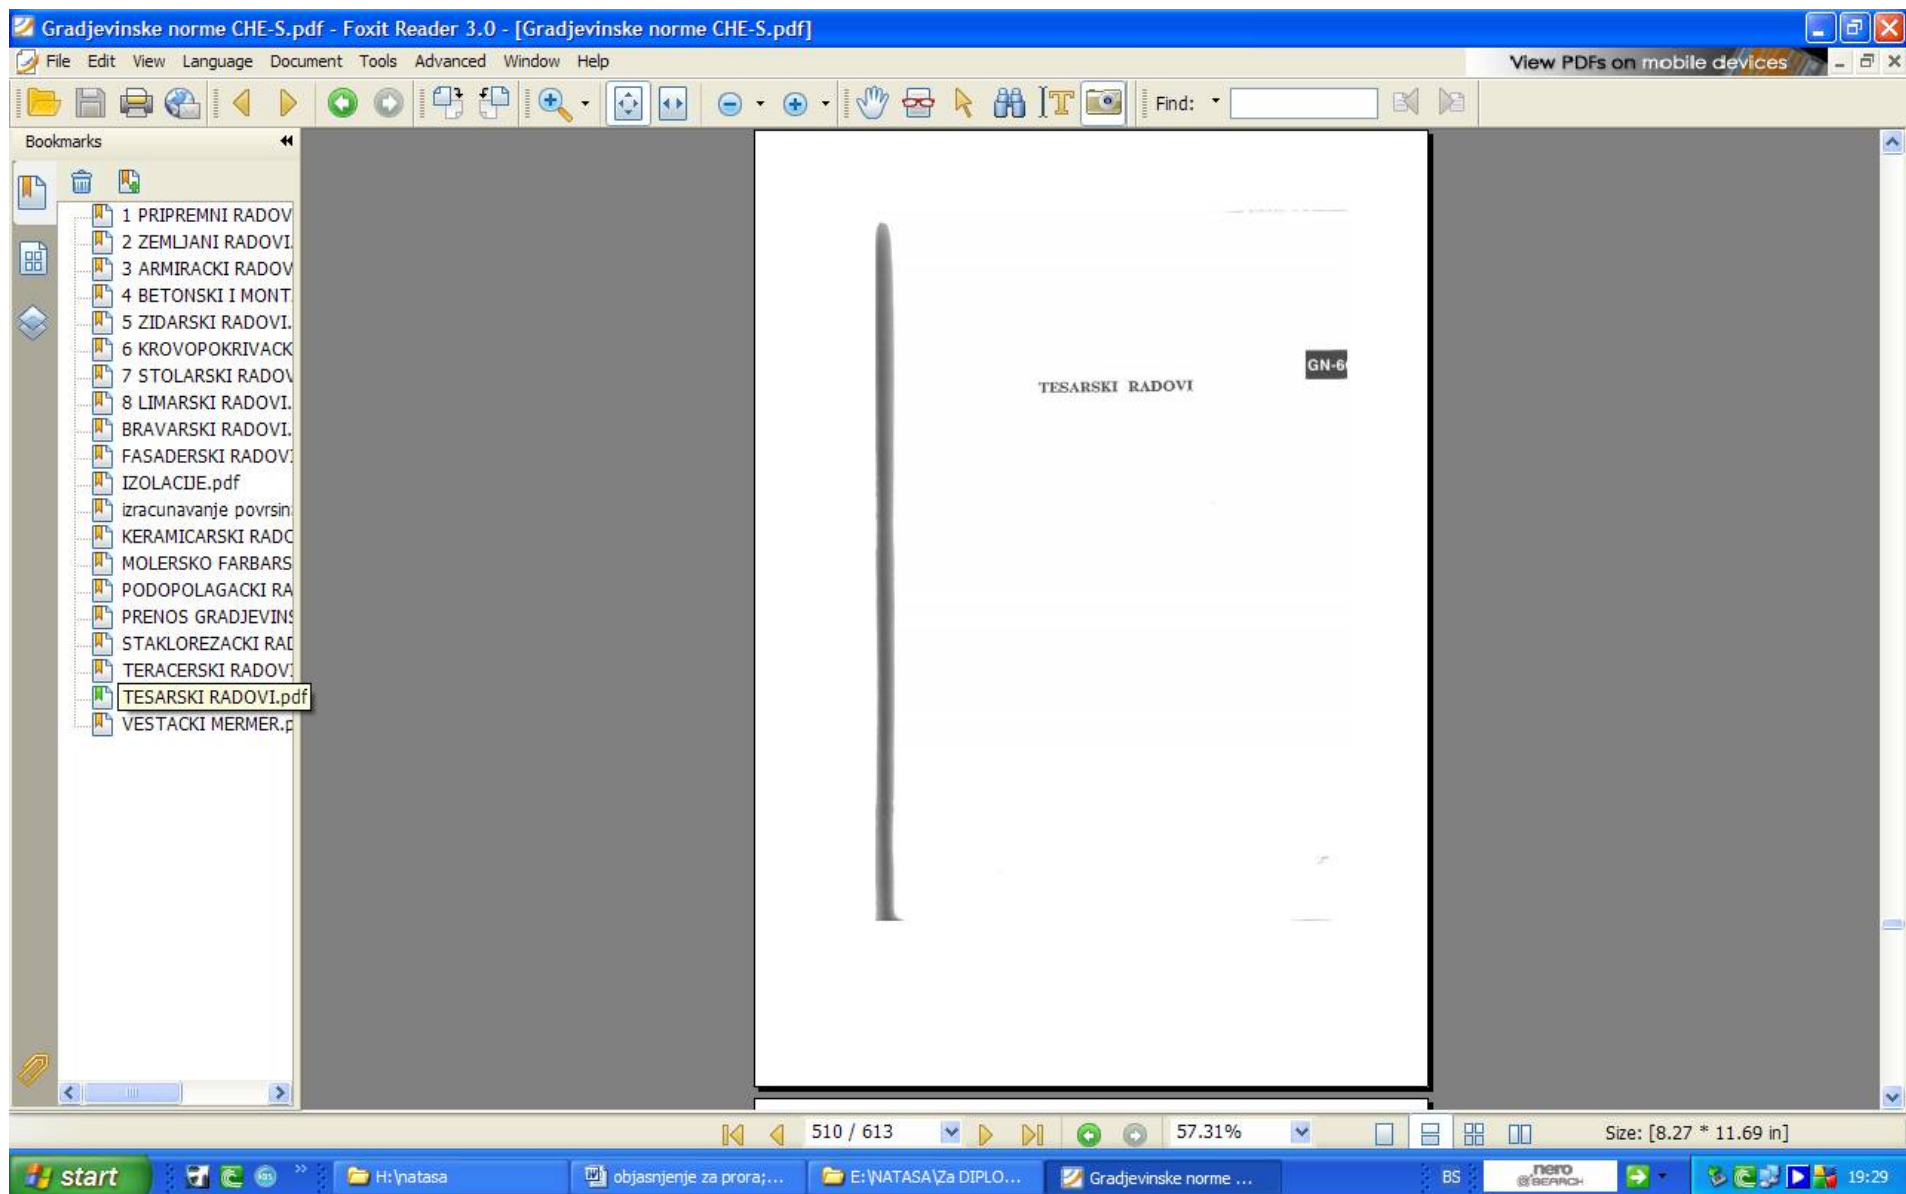 Gradjevinske norme CHE-S.pdf - Foxit Reader 3.0 - [Gradjevinske norme CHE-S.pdf]
File Edit View Language Document Tools Advanced Window Help
View PDFs on mobile devices
Find:
Bookmarks
1 PRIPREMNI RADOV
2 ZEMLJANI RADOVI.
3 ARMIRACKI RADOV
4 BETONSKI I MONT
5 ZIDARSKI RADOVI.
6 KROVOPOKRIVACK
7 STOLARSKI RADOV
8 LIMARSKI RADOVI.
BRAVARSKI RADOVI.
FASADERSKI RADOVI
IZOLACIJE.pdf
izracunavanje povrsin
KERAMICARSKI RADO
MOLERSKO FARBARS
PODOPOLAGACKI RA
PRENOS GRADJEVINS
STAKLOREZACKI RAD
TERACERSKI RADOVI
TESARSKI RADOVI.pdf
VESTACKI MERMER.p
GN-6
TESARSKI RADOVI
510 / 613
57.31%
Size: [8.27 * 11.69 in]
start
H:\natasa
objasnjenje za prora;...
E:\NATASA\Za DIPLO...
Gradjevinske norme ...
BS
nero
SEARCH
19:29